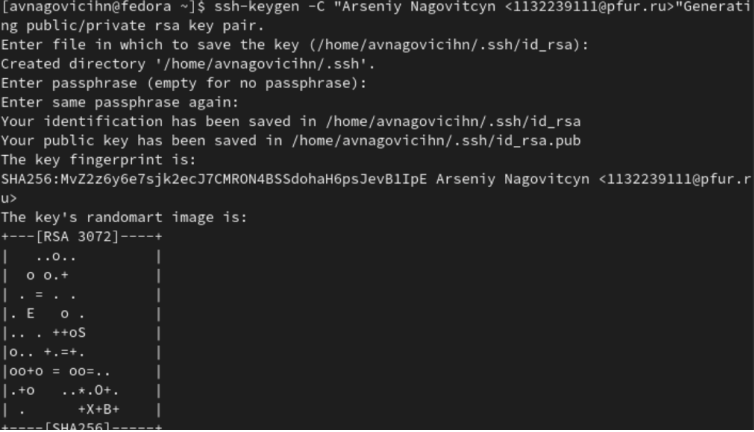 [avnagovicihn@fedora ~]$ ssh-keygen -C "Arseniy Nagovitcyn <1132239111@pfur.ru>"Generati
ng public/private rsa key pair.
Enter file in which to save the key (/home/avnagovicihn/.ssh/id_rsa):
Created directory '/home/avnagovicihn/.ssh'.
Enter passphrase (empty for no passphrase):
Enter same passphrase again:
Your identification has been saved in /home/avnagovicihn/.ssh/id_rsa
Your public key has been saved in /home/avnagovicihn/.ssh/id_rsa.pub
The key fingerprint is:
SHA256:MvZ2z6y6e7sjk2ecJ7CMRON4BSSdohaH6psJevB1IpE Arseniy Nagovitcyn <1132239111@pfur.r
u>
The key's randomart image is:
+---[RSA 3072]----+
|   ..o..         |
|  o o.+          |
| . = . .         |
|. E   o .        |
|.. . ++oS        |
|o.. +.=+.        |
|oo+o = oo=..     |
|.+o   ..*.O+.    |
| .      +X+B+    |
+----[SHA256]-----+